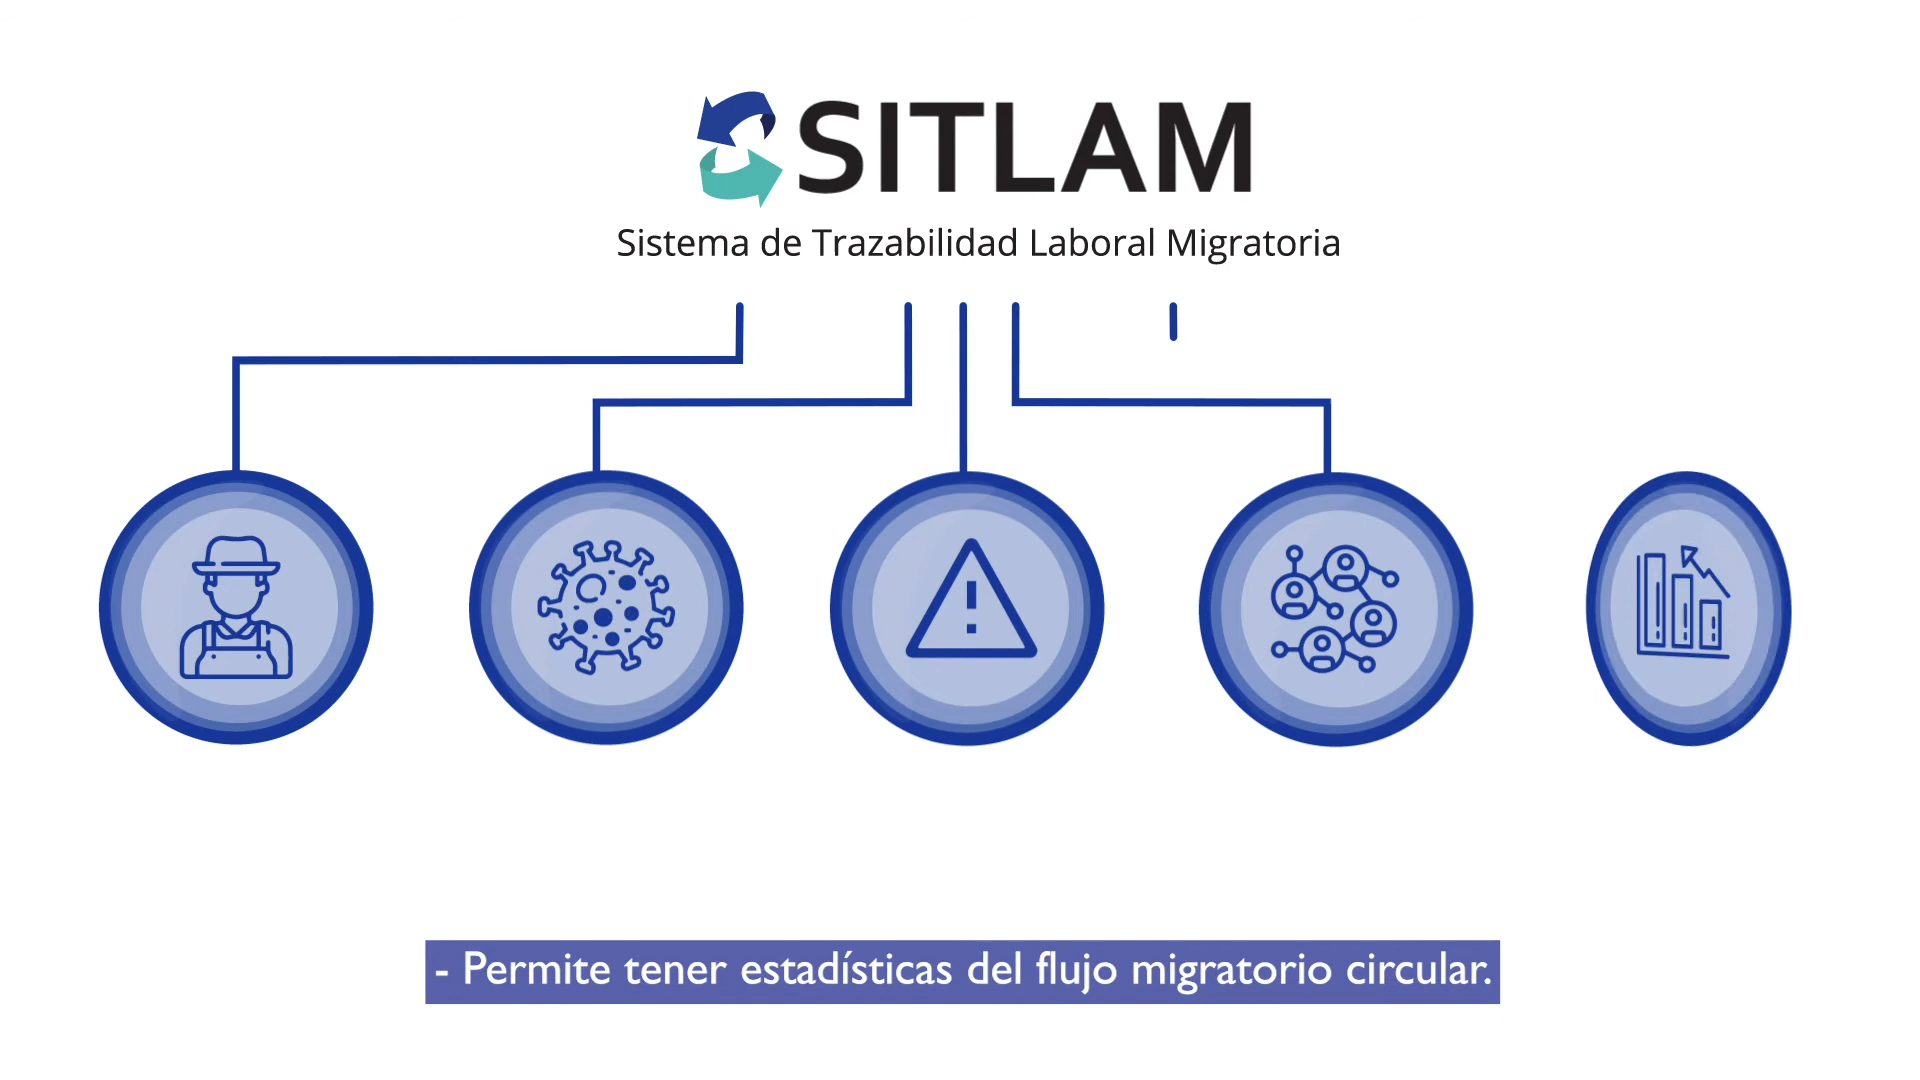 SITLAM
Sistema de Trazabilidad Laboral Migratoria
- Permite tener estadísticas del flujo migratorio circular.